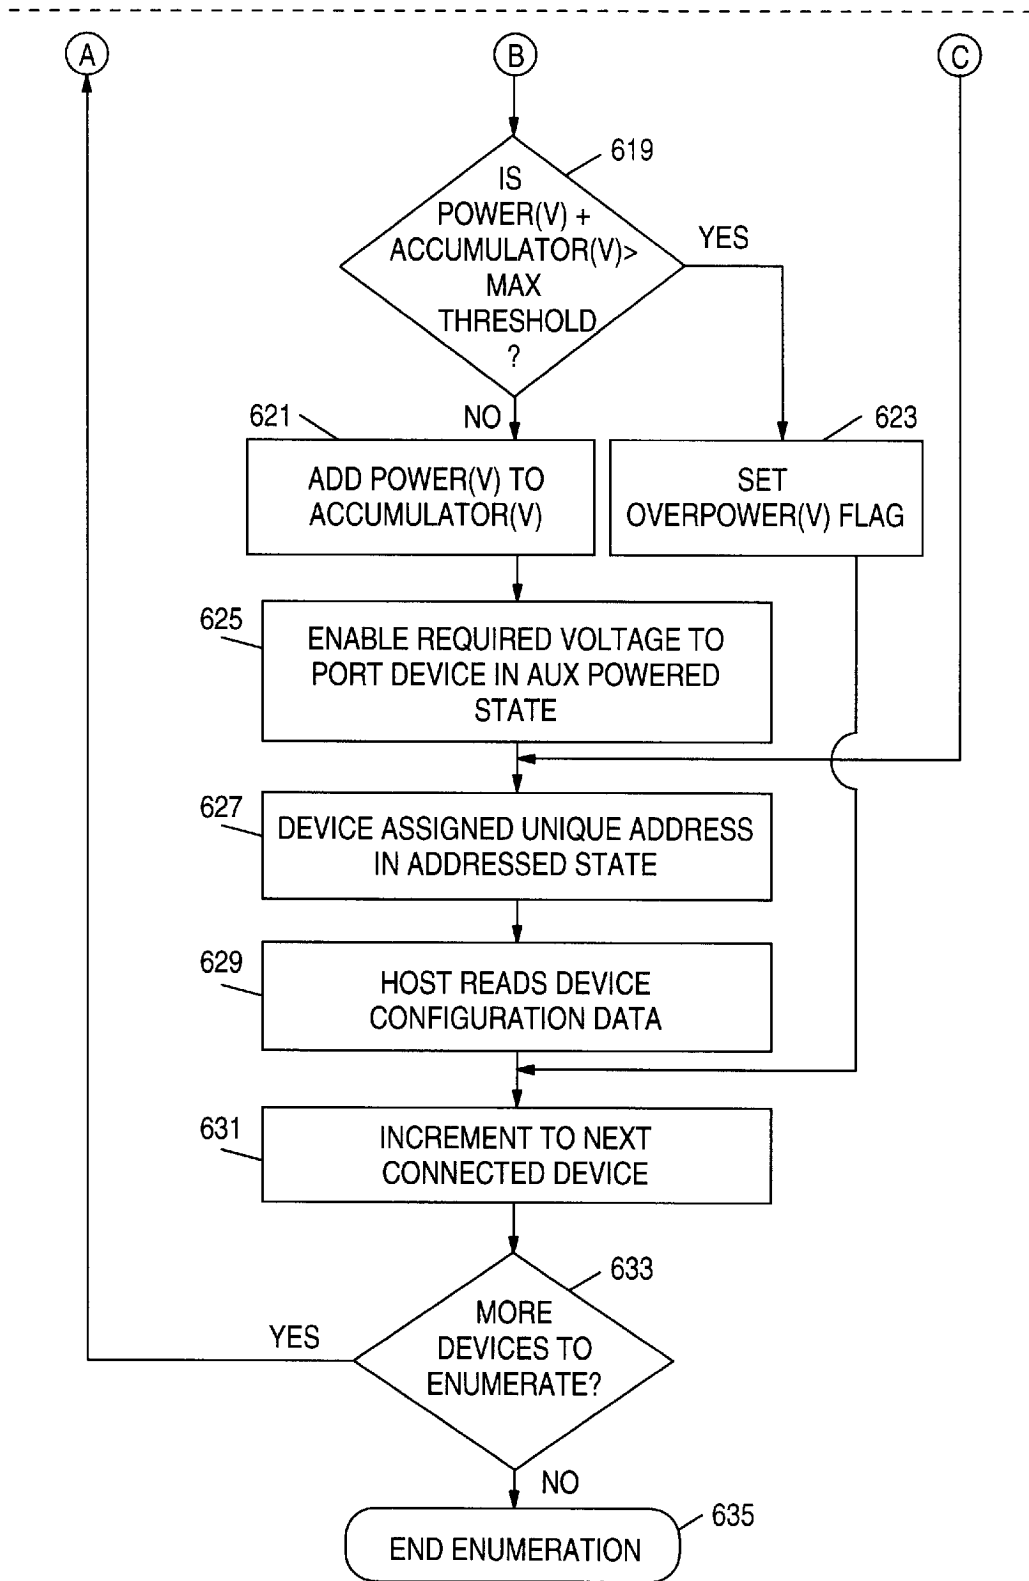 A
B
C
619
IS
POWER(V) +
ACCUMULATOR(V)>
MAX
THRESHOLD
?
YES
NO
621
ADD POWER(V) TO
ACCUMULATOR(V)
623
SET
OVERPOWER(V) FLAG
625
ENABLE REQUIRED VOLTAGE TO
PORT DEVICE IN AUX POWERED
STATE
627
DEVICE ASSIGNED UNIQUE ADDRESS
IN ADDRESSED STATE
629
HOST READS DEVICE
CONFIGURATION DATA
631
INCREMENT TO NEXT
CONNECTED DEVICE
633
MORE
DEVICES TO
ENUMERATE?
YES
NO
635
END ENUMERATION